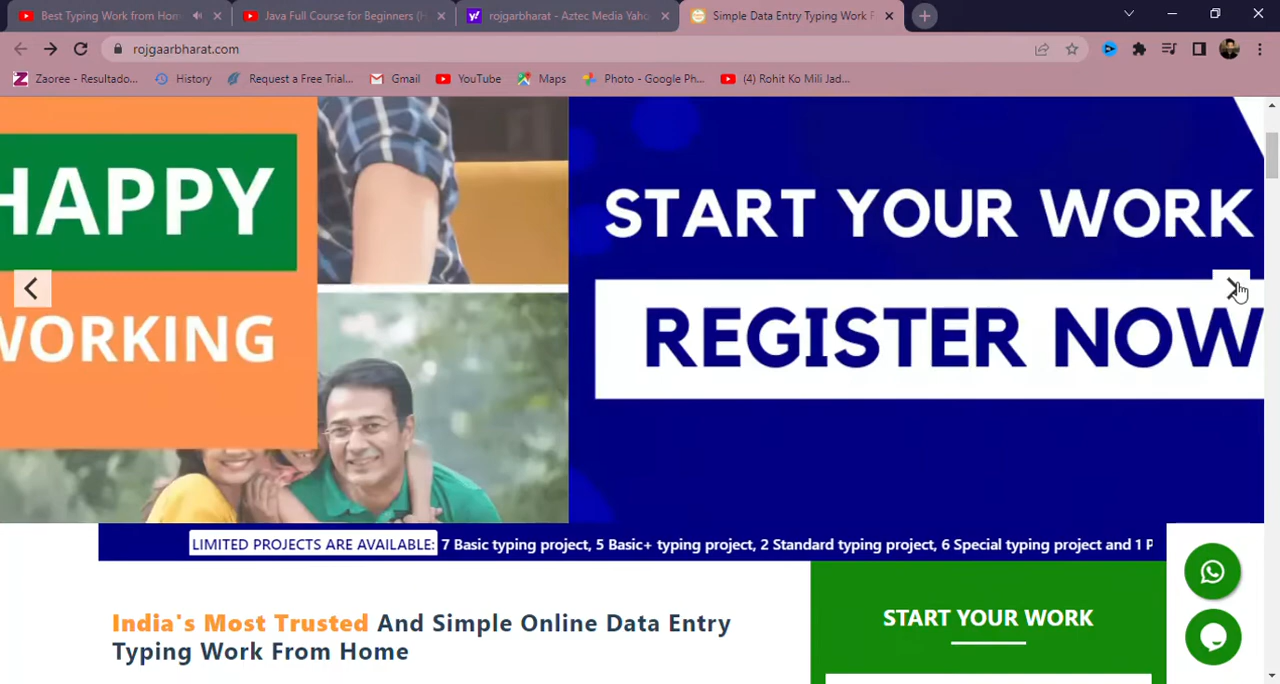 Best Typing Work from Hom
Java Full Course for Beginners (H
rojgarbharat - Aztec Media Yaho
Simple Data Entry Typing Work F
rojgaarbharat.com
Zaoree - Resultado...
History
Request a Free Trial...
Gmail
YouTube
Maps
Photo - Google Ph...
(4) Rohit Ko Mili Jad...
HAPPY
WORKING
START YOUR WORK
REGISTER NOW
LIMITED PROJECTS ARE AVAILABLE: 7 Basic typing project, 5 Basic+ typing project, 2 Standard typing project, 6 Special typing project and 1 P
India's Most Trusted And Simple Online Data Entry
Typing Work From Home
START YOUR WORK